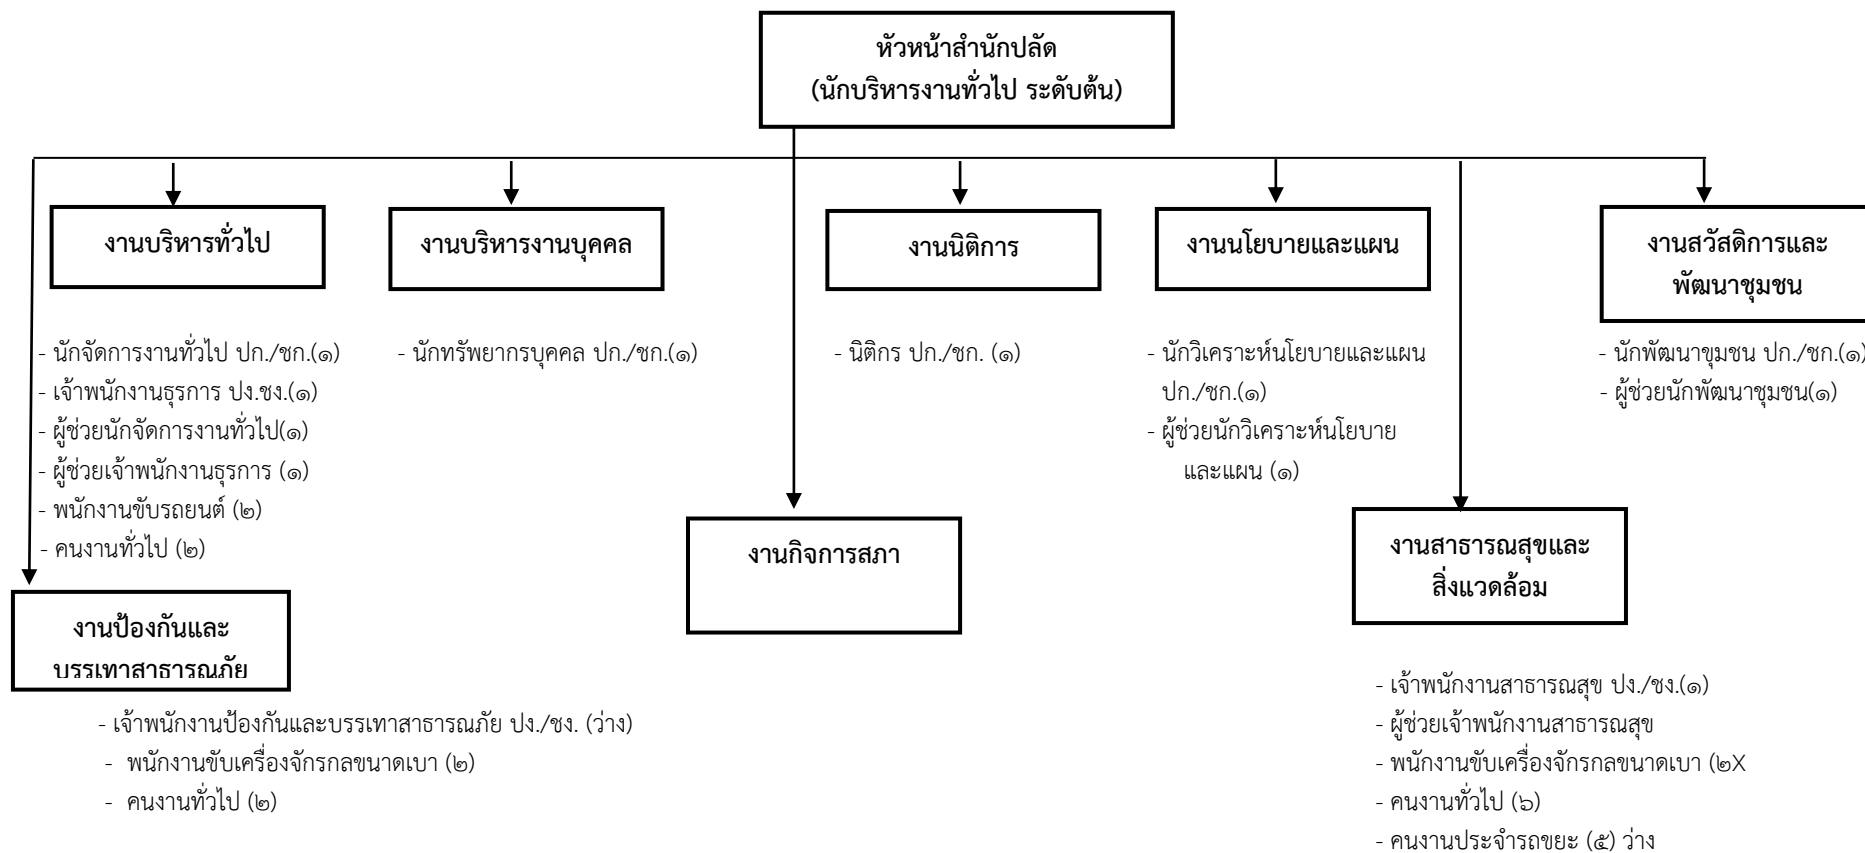 หัวหน้าสำนักปลัด
(นักบริหารงานทั่วไป ระดับต้น)
งานบริหารทั่วไป
- นักจัดการงานทั่วไป ปก./ชก.(๑)
- เจ้าพนักงานธุรการ ปง.ชง.(๑)
- ผู้ช่วยนักจัดการงานทั่วไป(๑)
- ผู้ช่วยเจ้าพนักงานธุรการ (๑)
- พนักงานขับรถยนต์ (๒)
- คนงานทั่วไป (๒)
งานบริหารงานบุคคล
- นักทรัพยากรบุคคล ปก./ชก.(๑)
งานนิติการ
- นิติกร ปก./ชก. (๑)
งานนโยบายและแผน
- นักวิเคราะห์นโยบายและแผน
ปก./ชก.(๑)
- ผู้ช่วยนักวิเคราะห์นโยบาย
และแผน (๑)
งานสวัสดิการและ
พัฒนาชุมชน
- นักพัฒนาขุมชน ปก./ชก.(๑)
- ผู้ช่วยนักพัฒนาชุมชน(๑)
งานกิจการสภา
งานสาธารณสุขและ
สิ่งแวดล้อม
- เจ้าพนักงานสาธารณสุข ปง./ชง.(๑)
- ผู้ช่วยเจ้าพนักงานสาธารณสุข
- พนักงานขับเครื่องจักรกลขนาดเบา (๒X
- คนงานทั่วไป (๖)
- คนงานประจำรถขยะ (๕) ว่าง
งานป้องกันและ
บรรเทาสาธารณภัย
- เจ้าพนักงานป้องกันและบรรเทาสาธารณภัย ปง./ชง. (ว่าง)
- พนักงานขับเครื่องจักรกลขนาดเบา (๒)
- คนงานทั่วไป (๒)